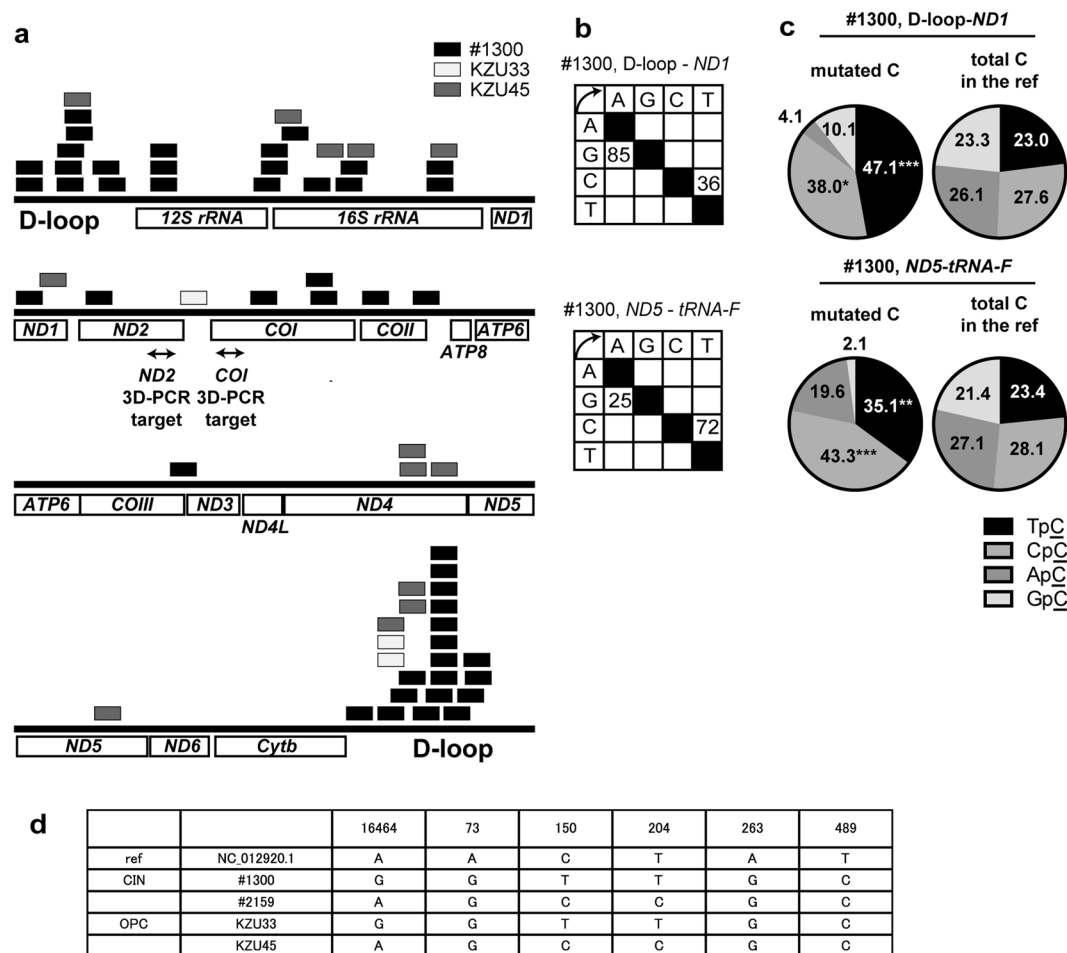 a
#1300
KZU33
KZU45
D-loop
12S rRNA 16S rRNA ND1
ND1 ND2 COI COII ATP6
ATP8
ND2 COI
3D-PCR 3D-PCR
target target
ATP6 COIII ND3 ND4 ND5
ND4L
ND5 ND6 Cytb
D-loop
b
#1300, D-loop - ND1
A G C T
A
G 85
C 36
T
#1300, ND5 - tRNA-F
A G C T
A
G 25
C 72
T
c
#1300, D-loop-ND1
mutated C
total C
in the ref
4.1 10.1 47.1*** 38.0*
23.3 23.0 26.1 27.6
#1300, ND5-tRNA-F
mutated C
total C
in the ref
2.1 19.6 35.1** 43.3***
21.4 23.4 27.1 28.1
TpC
CpC
ApC
GpC
d
16464 73 150 204 263 489
ref NC_012920.1 A A C T A T
CIN #1300 G G T T G C
#2159 A G C C G C
OPC KZU33 G G T T G C
KZU45 A G C C G C